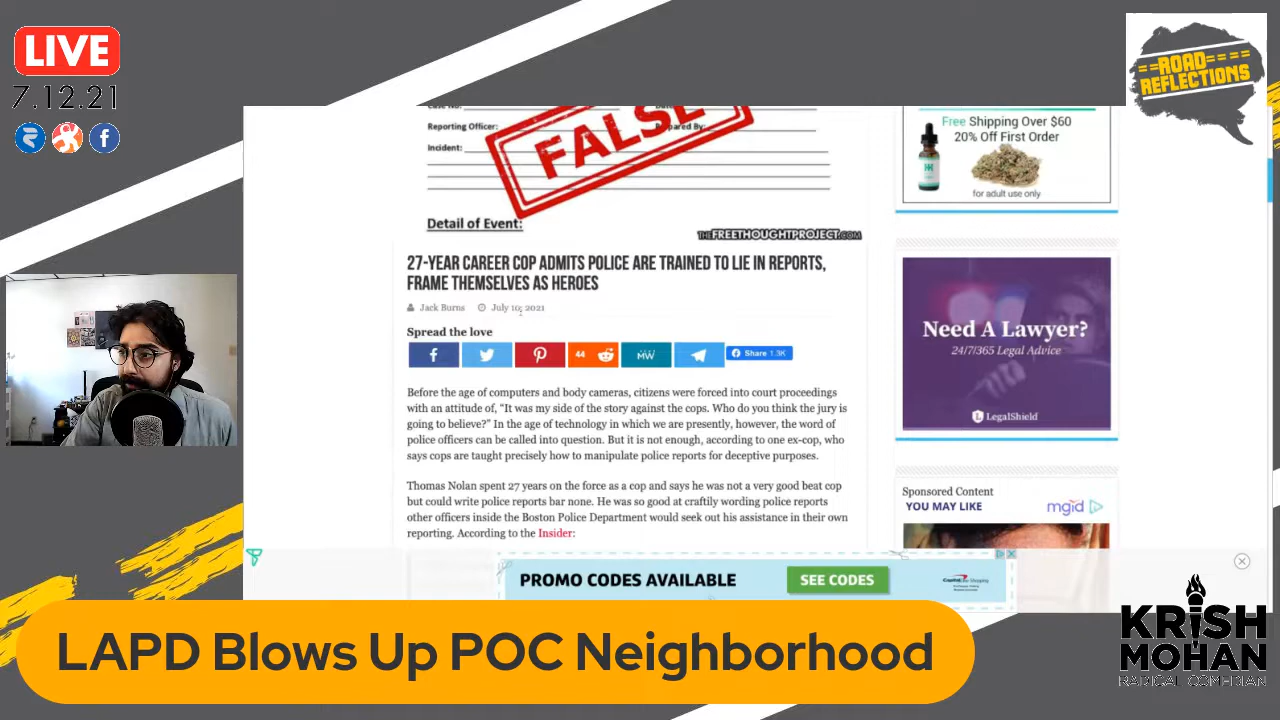 LIVE
7.12.21
ROAD
REFLECTIONS
Reporting Officer:
Incident:
FALSE
Detail of Event:
THEFREETHOUGHTPROJECT.COM
27-YEAR CAREER COP ADMITS POLICE ARE TRAINED TO LIE IN REPORTS,
FRAME THEMSELVES AS HEROES
Jack Burns July 10, 2021
Spread the love
44
MW
Share 1.3K
Before the age of computers and body cameras, citizens were forced into court proceedings
with an attitude of, “It was my side of the story against the cops. Who do you think the jury is
going to believe?” In the age of technology in which we are presently, however, the word of
police officers can be called into question. But it is not enough, according to one ex-cop, who
says cops are taught precisely how to manipulate police reports for deceptive purposes.
Thomas Nolan spent 27 years on the force as a cop and says he was not a very good beat cop
but could write police reports bar none. He was so good at craftily wording police reports
other officers inside the Boston Police Department would seek out his assistance in their own
reporting. According to the Insider:
Free Shipping Over $60
20% Off First Order
for adult use only
Need A Lawyer?
24/7/365 Legal Advice
LegalShield
Sponsored Content
YOU MAY LIKE
mgid
PROMO CODES AVAILABLE
SEE CODES
LAPD Blows Up POC Neighborhood
KRISH
MOHAN
RADICAL COMEDIAN